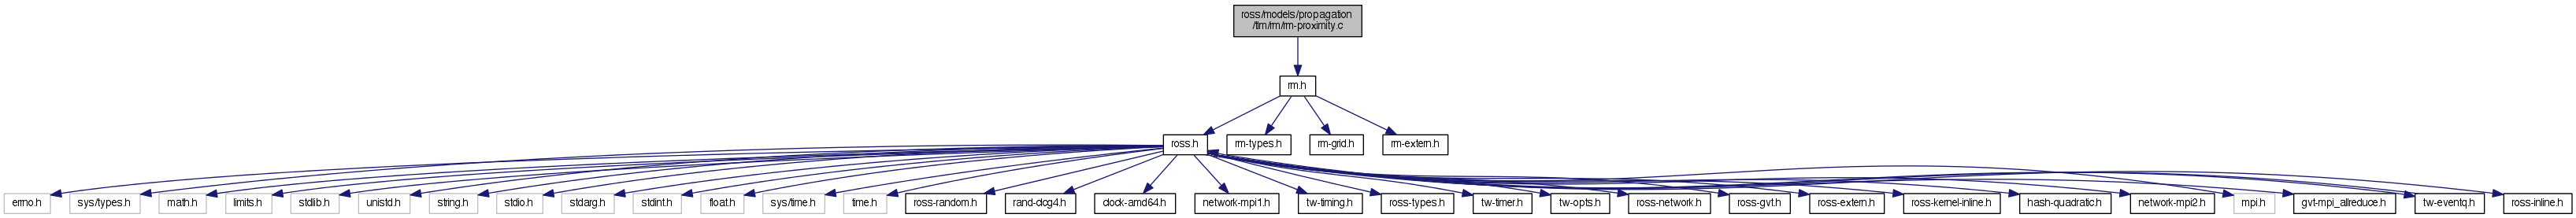 ross/models/propagation
/tlm/rm/rm-proximity.c
rm.h
ross.h
rm-types.h
rm-grid.h
rm-extern.h
errno.h
sys/types.h
math.h
limits.h
stdlib.h
unistd.h
string.h
stdio.h
stdarg.h
stdint.h
float.h
sys/time.h
time.h
ross-random.h
rand-clcg4.h
clock-amd64.h
network-mpi1.h
tw-timing.h
ross-types.h
tw-timer.h
tw-opts.h
ross-network.h
ross-gvt.h
ross-extern.h
ross-kernel-inline.h
hash-quadratic.h
network-mpi2.h
mpi.h
gvt-mpi_allreduce.h
tw-eventq.h
ross-inline.h